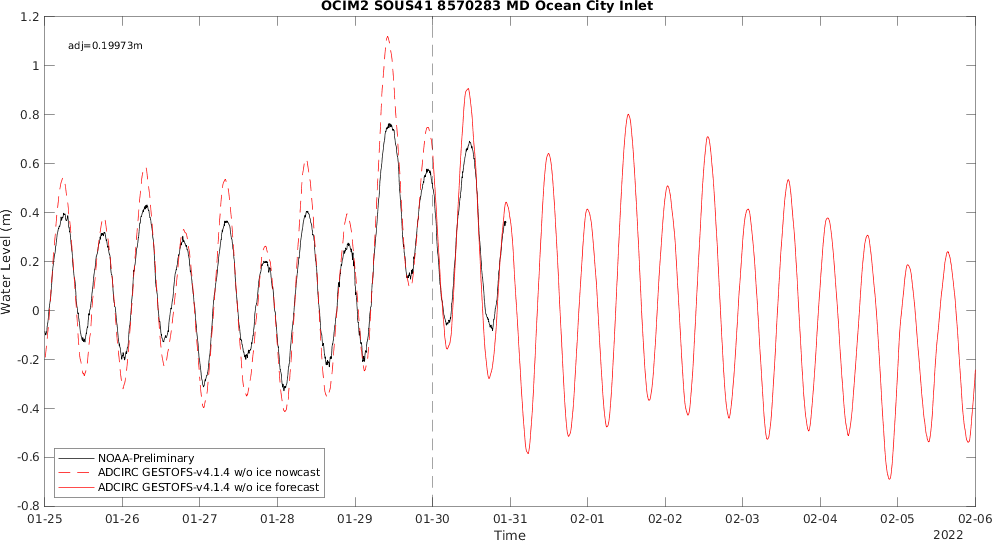 OCIM2 SOUS41 8570283 MD Ocean City Inlet
adj=0.19973m
1.2
1
0.8
0.6
0.4
0.2
0
-0.2
-0.4
-0.6
-0.8
Water Level (m)
NOAA-Preliminary
ADCIRC GESTOFS-v4.1.4 w/o ice nowcast
ADCIRC GESTOFS-v4.1.4 w/o ice forecast
01-25 01-26 01-27 01-28 01-29 01-30 01-31 02-01 02-02 02-03 02-04 02-05 02-06
Time
2022